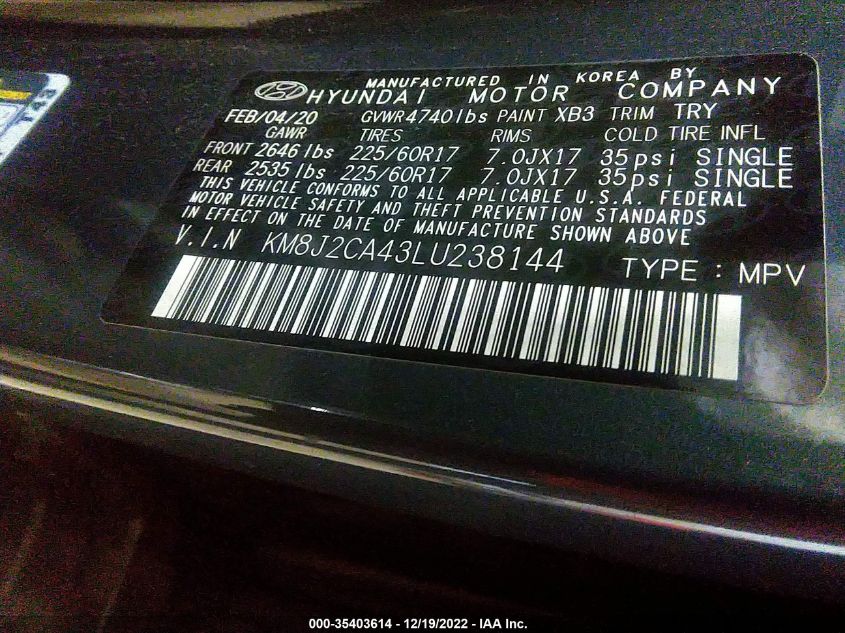 MANUFACTURED IN KOREA BY
HYUNDAI MOTOR COMPANY
FEB/04/20 GVWR 4740lbs PAINT XB3 TRIM TRY
GAWR TIRES RIMS COLD TIRE INFL
FRONT 2646 lbs 225/60R17 7.0JX17 35psi SINGLE
REAR 2535 lbs 225/60R17 7.0JX17 35psi SINGLE
THIS VEHICLE CONFORMS TO ALL APPLICABLE U.S.A. FEDERAL
MOTOR VEHICLE SAFETY AND THEFT PREVENTION STANDARDS
IN EFFECT ON THE DATE OF MANUFACTURE SHOWN ABOVE
V.I.N KM8J2CA43LU238144 TYPE : MPV
000-35403614 - 12/19/2022 - IAA Inc.